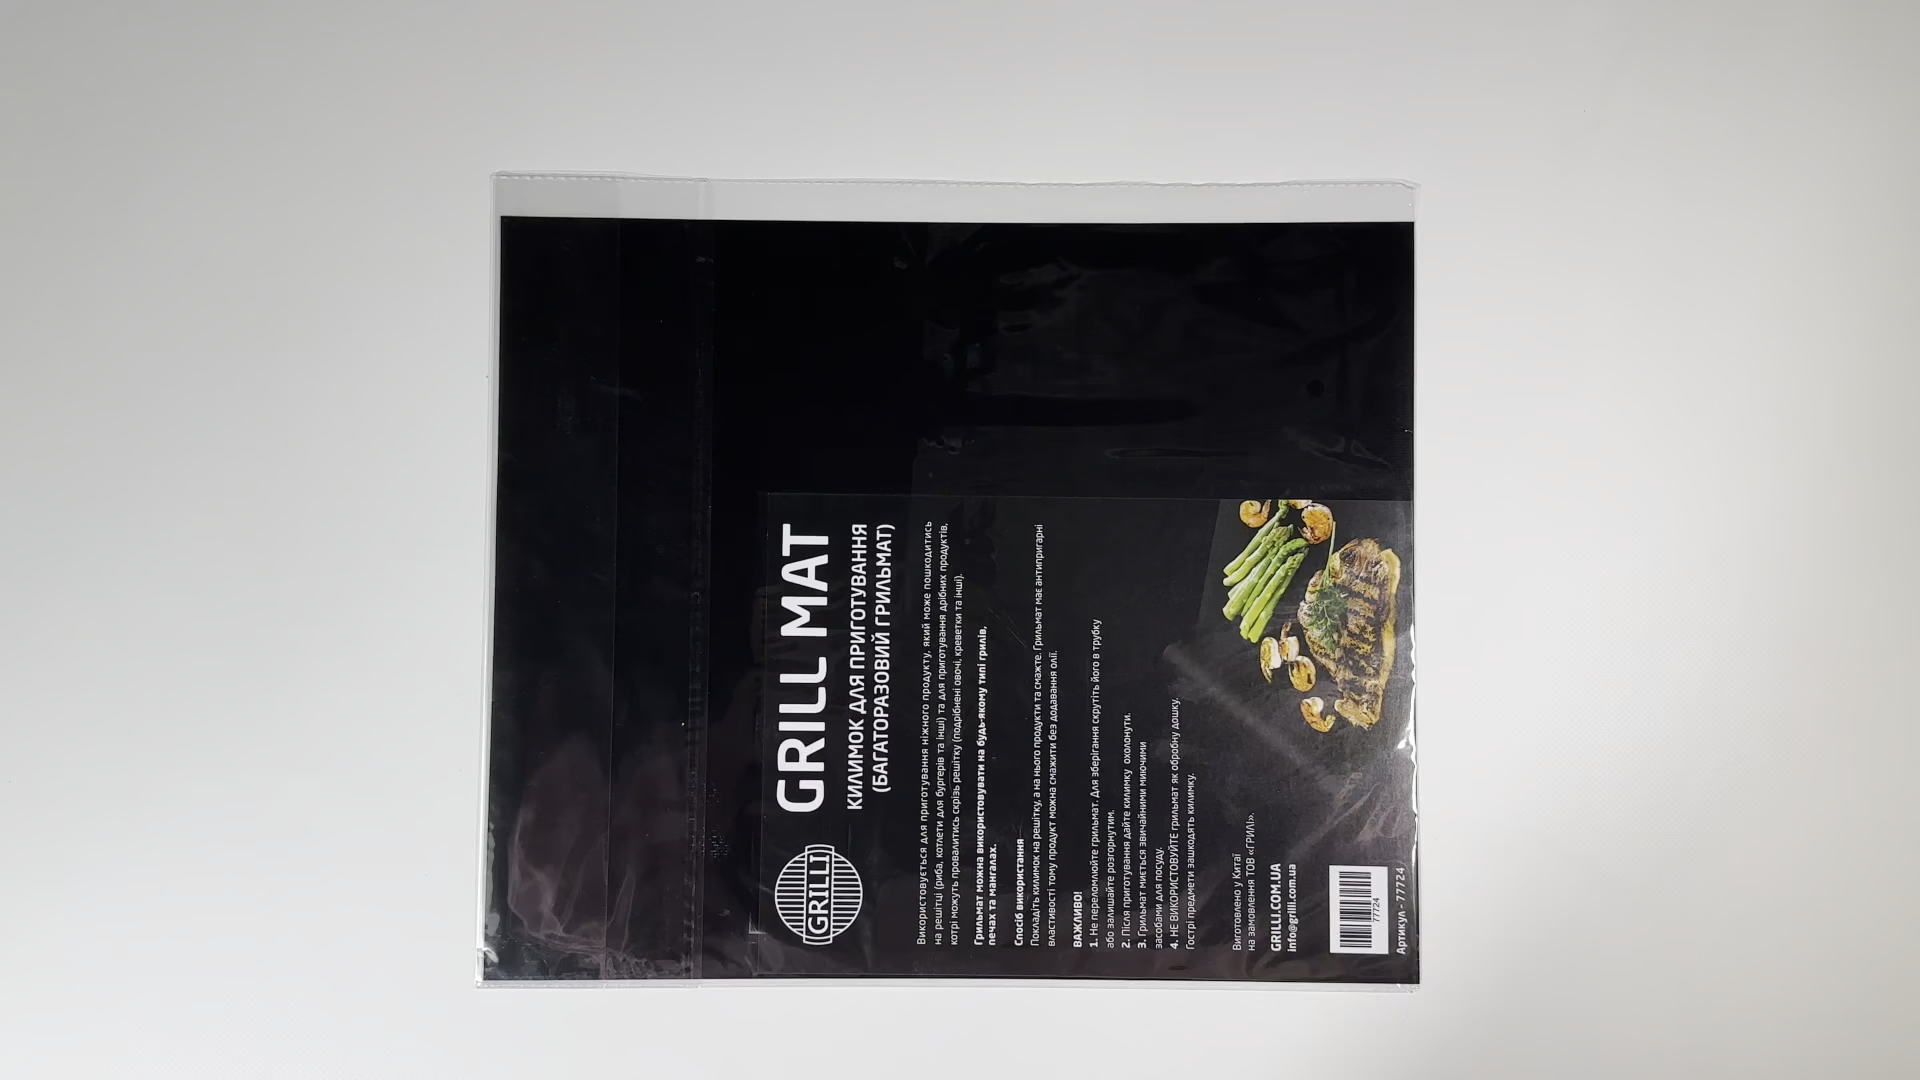 GRILLI
GRILL MAT
КИЛИМОК ДЛЯ ПРИГОТУВАННЯ
(БАГАТОРАЗОВИЙ ГРИЛЬМАТ)
Використовується для приготування ніжного продукту, який може пошкодитись
на решітці (риба, котлети для бургерів та інші) та для приготування дрібних продуктів,
котрі можуть провалитись скрізь решітку (подрібнені овочі, креветки та інші).
Грильмат можна використовувати на будь-якому типі грилів,
печах та мангалах.
Спосіб використання
Покладіть килимок на решітку, а на нього продукти та смажте. Грильмат має антипригарні
властивості тому продукт можна смажити без додавання олії.
ВАЖЛИВО!
1. Не переломлюйте грильмат. Для зберігання скрутіть його в трубку
або залишайте розгорнутим.
2. Після приготування дайте килимку охолонути.
3. Грильмат миється звичайними миючими
засобами для посуду.
4. НЕ ВИКОРИСТОВУЙТЕ грильмат як обробну дошку.
Гострі предмети зашкодять килимку.
Виготовлено у Китаї
на замовлення ТОВ «ГРИЛІ».
GRILLI.COM.UA
info@grilli.com.ua
77724
Артикул - 77724